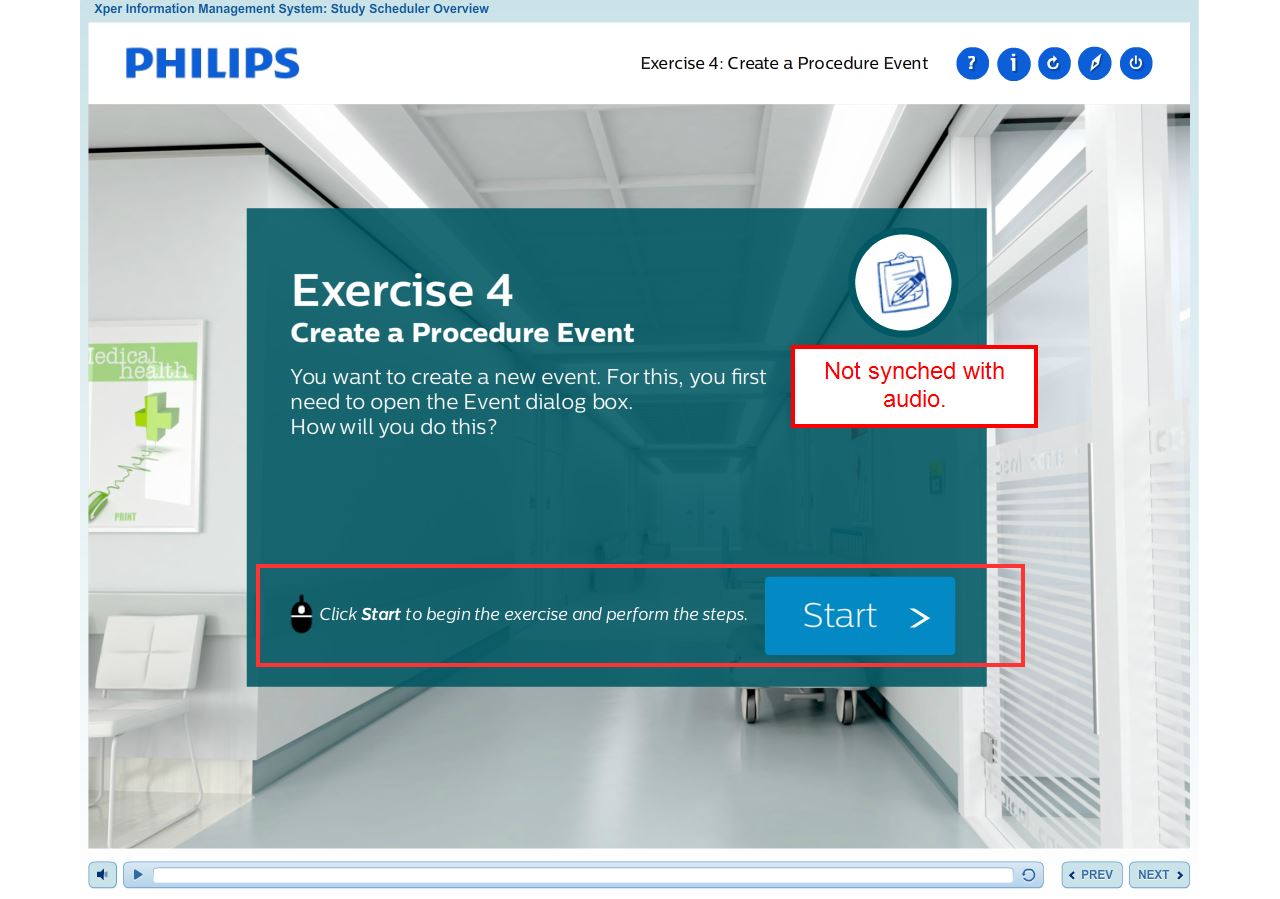 Xper Information Management System: Study Scheduler Overview
PHILIPS
Exercise 4: Create a Procedure Event
?
i
Exercise 4
Create a Procedure Event
You want to create a new event. For this, you first
need to open the Event dialog box.
How will you do this?
Not synched with
audio.
edical
health
PRINT
Click Start to begin the exercise and perform the steps.
Start >
PREV
NEXT